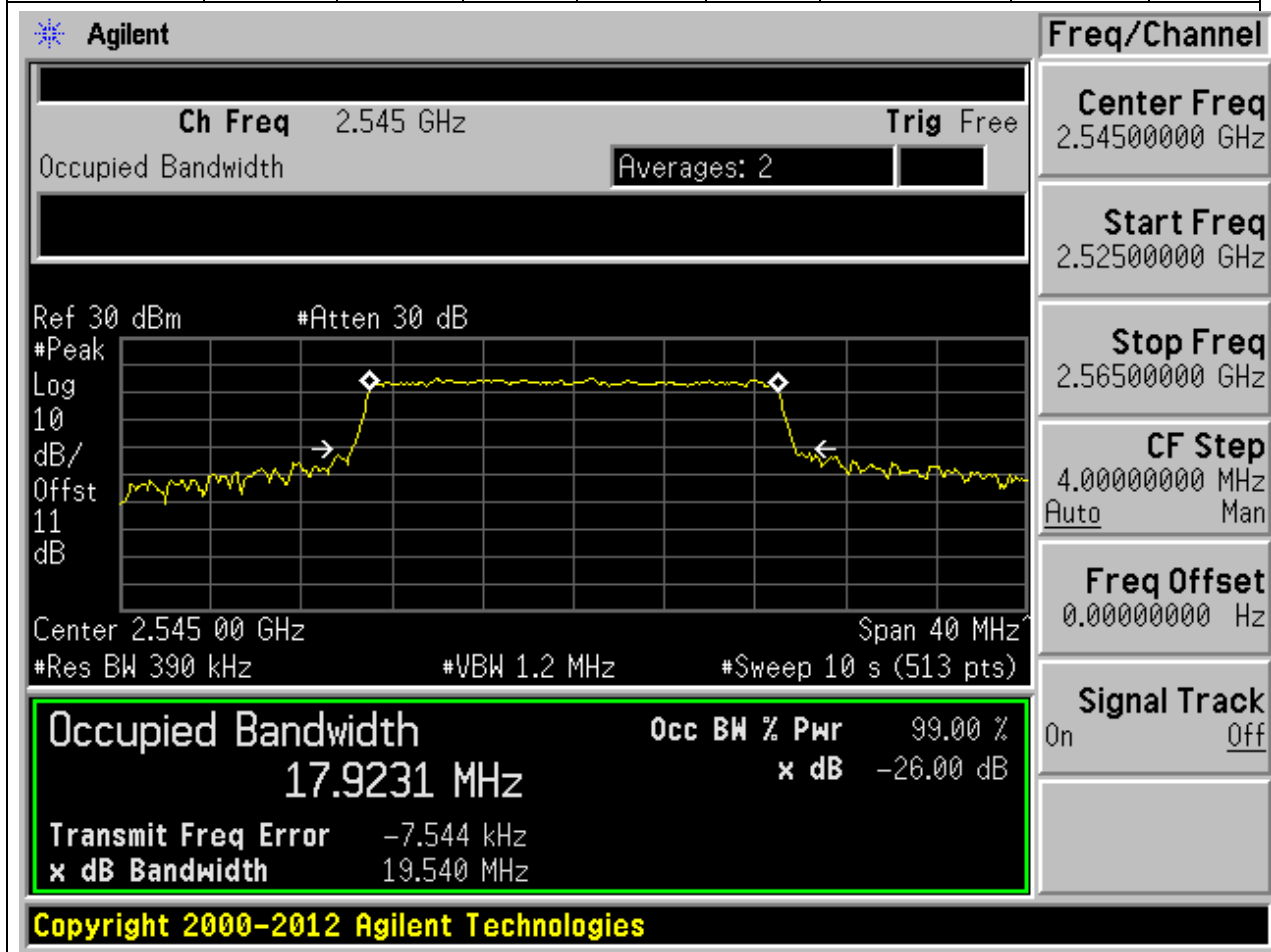 Agilent
Freq/Channel
Ch Freq 2.545 GHz Trig Free
Occupied Bandwidth Averages: 2
Center Freq
2.54500000 GHz
Start Freq
2.52500000 GHz
Stop Freq
2.56500000 GHz
CF Step
4.00000000 MHz
Auto Man
Freq Offset
0.00000000 Hz
Signal Track
On Off
Ref 30 dBm #Atten 30 dB
#Peak
Log
10
dB/
Offst
11
dB
Center 2.545 00 GHz Span 40 MHz^
#Res BW 390 kHz #VBW 1.2 MHz #Sweep 10 s (513 pts)
Occupied Bandwidth Occ BW % Pwr 99.00 %
17.9231 MHz x dB -26.00 dB
Transmit Freq Error -7.544 kHz
x dB Bandwidth 19.540 MHz
Copyright 2000-2012 Agilent Technologies